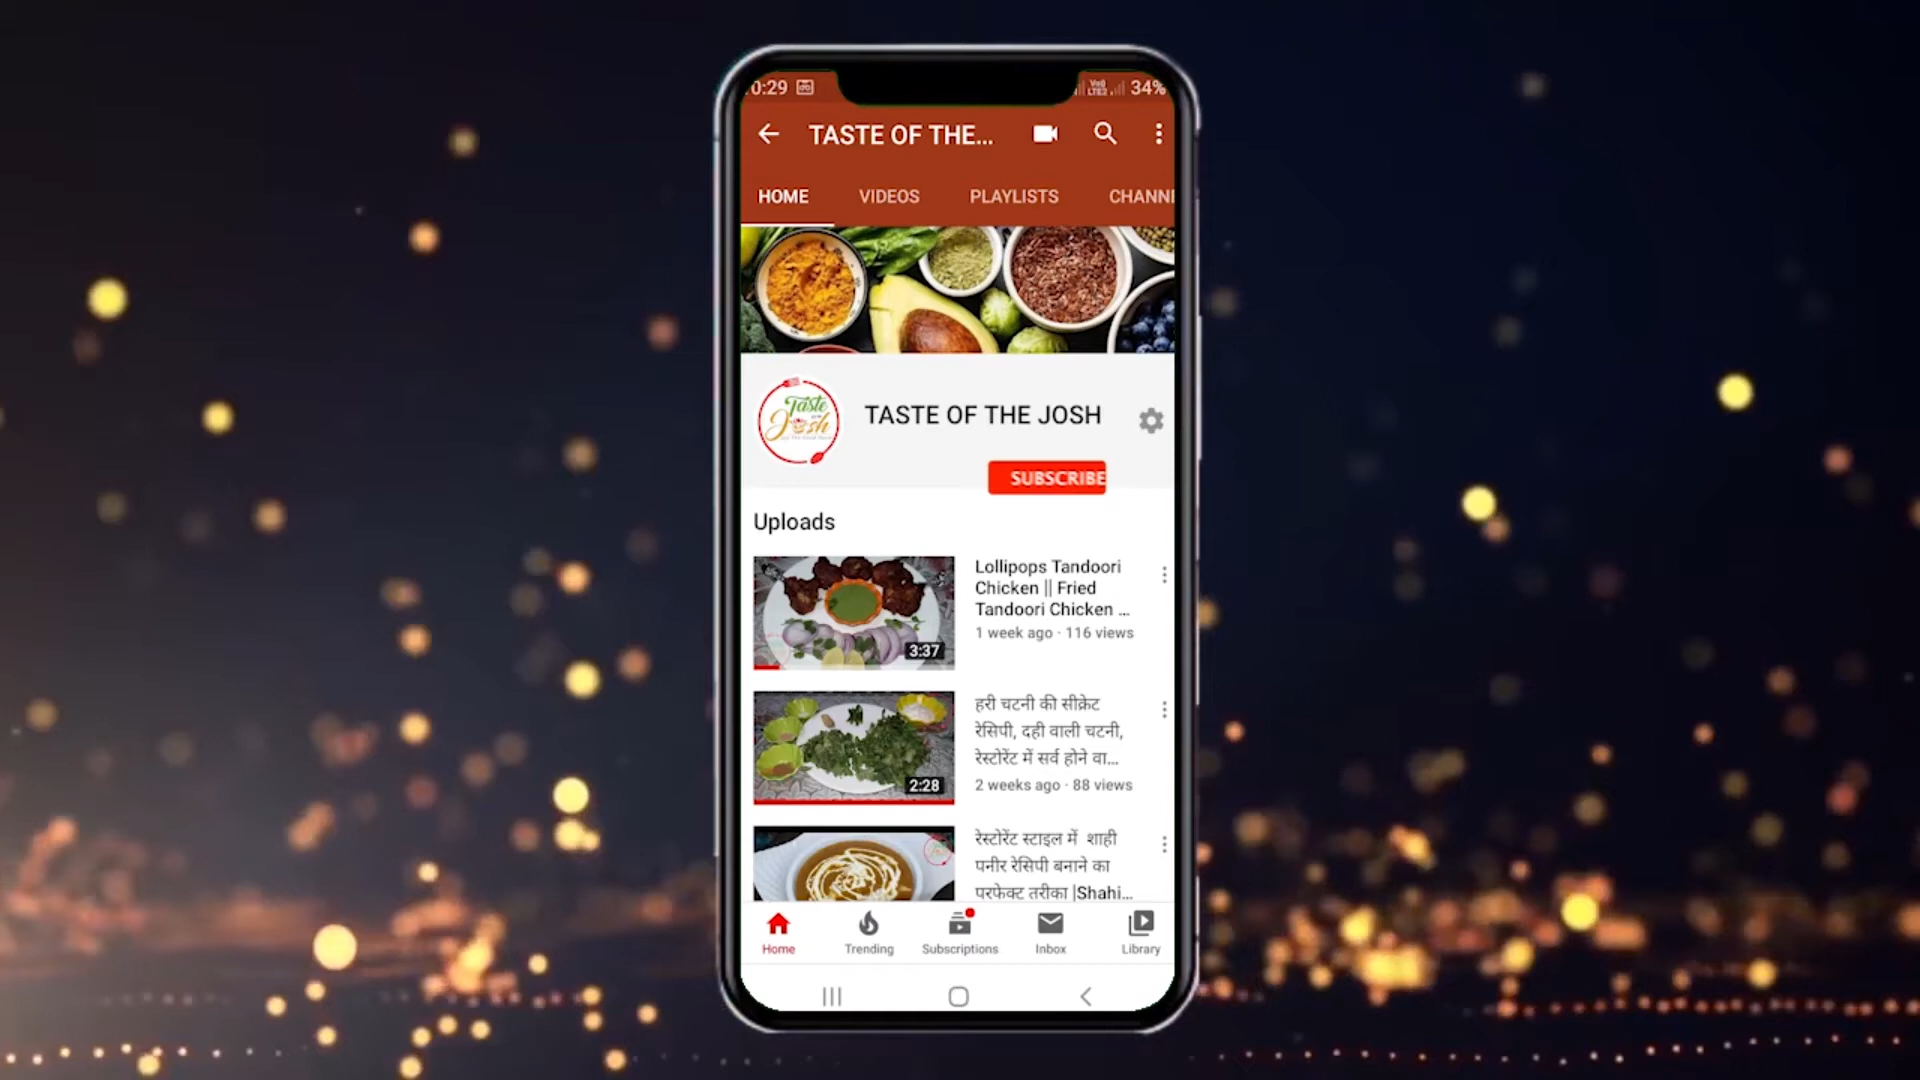 0:29 34%
TASTE OF THE...
HOME VIDEOS PLAYLISTS CHANN
Taste
Josh
TASTE OF THE JOSH
SUBSCRIBE
Uploads
3:37
Lollipops Tandoori
Chicken || Fried
Tandoori Chicken ...
1 week ago · 116 views
2:28
हरी चटनी की सीक्रेट
रेसिपी, दही वाली चटनी,
रेस्टोरेंट में सर्व होने वा...
2 weeks ago · 88 views
रेस्टोरेंट स्टाइल में शाही
पनीर रेसिपी बनाने का
परफेक्ट तरीका |Shahi...
Home Trending Subscriptions Inbox Library